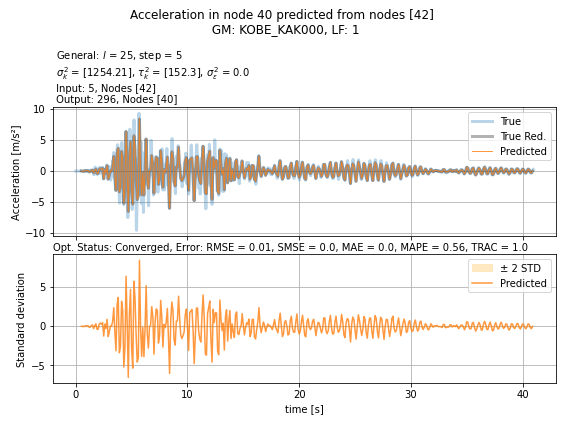 Acceleration in node 40 predicted from nodes [42]
GM: KOBE_KAK000, LF: 1
General: l = 25, step = 5
σ²ₖ = [1254.21], τ²ₖ = [152.3], σ²ε = 0.0
Input: 5, Nodes [42]
Output: 296, Nodes [40]
10
5
0
−5
−10
Acceleration [m/s²]
True
True Red.
Predicted
Opt. Status: Converged, Error: RMSE = 0.01, SMSE = 0.0, MAE = 0.0, MAPE = 0.56, TRAC = 1.0
5
0
−5
Standard deviation
± 2 STD
Predicted
0 10 20 30 40
time [s]